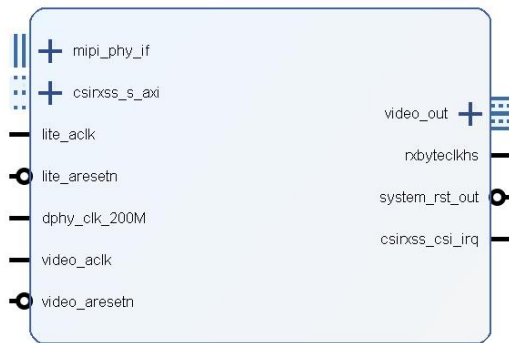 mipi_phy_if
csirxss_s_axi
lite_aclk
lite_aresetn
dphy_clk_200M
video_aclk
video_aresetn
video_out
rxbyteclkhs
system_rst_out
csirxss_csi_irq